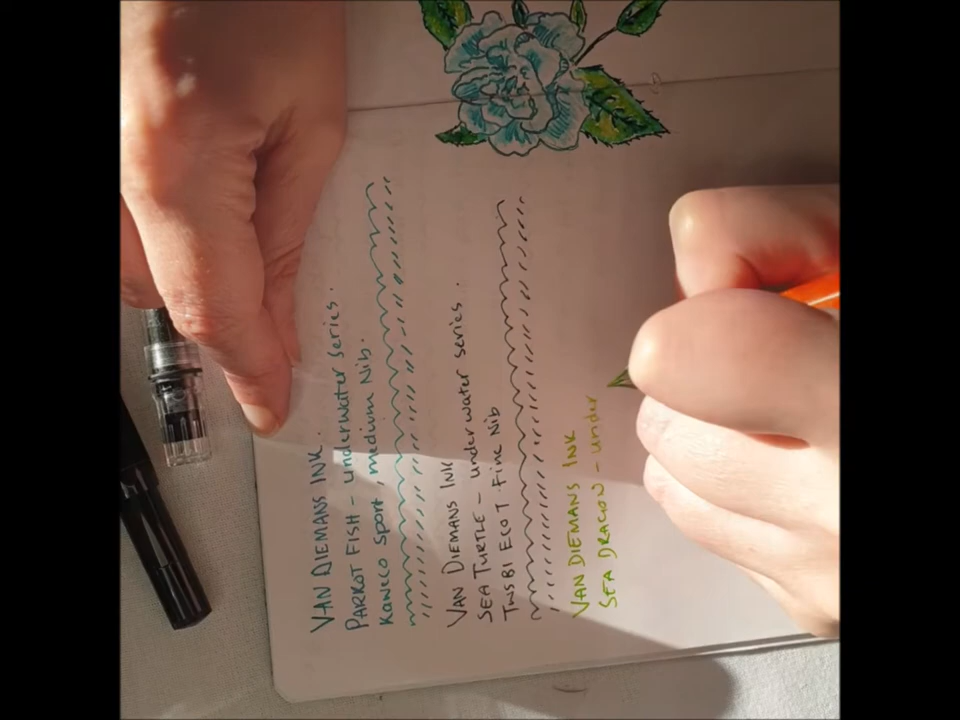 VAN DIEMANS INK.
PARROT FISH - underwater series.
Kaweco Sport, medium Nib.
VAN DIEMANS INK
SEA TURTLE - underwater series.
TWSBI ECO T Fine Nib
VAN DIEMANS INK
SEA DRAGON - under